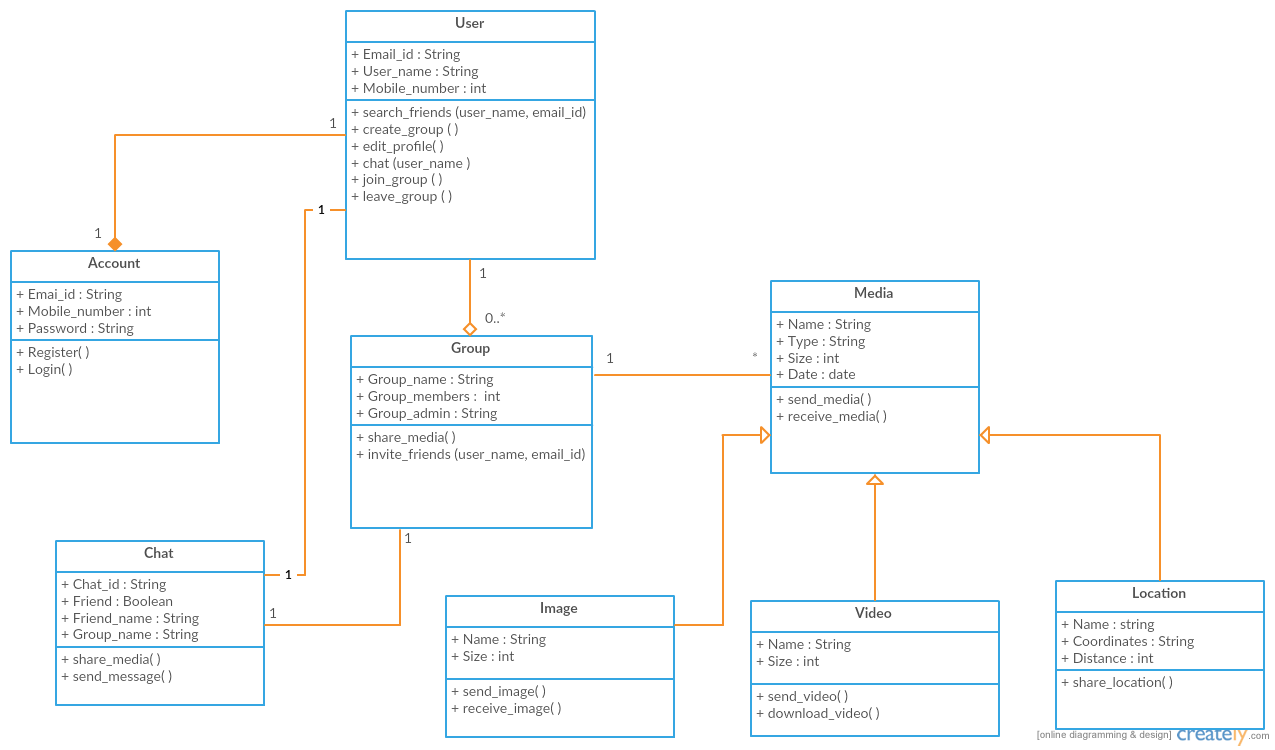 User
+ Email_id : String
+ User_name : String
+ Mobile_number : int
+ search_friends (user_name, email_id)
+ create_group ( )
+ edit_profile( )
+ chat (user_name )
+ join_group ( )
+ leave_group ( )
1
1
1
Account
+ Emai_id : String
+ Mobile_number : int
+ Password : String
+ Register( )
+ Login( )
1
0..*
Group
+ Group_name : String
+ Group_members :  int
+ Group_admin : String
+ share_media( )
+ invite_friends (user_name, email_id)
1
*
Media
+ Name : String
+ Type : String
+ Size : int
+ Date : date
+ send_media( )
+ receive_media( )
1
1
1
Chat
+ Chat_id : String
+ Friend : Boolean
+ Friend_name : String
+ Group_name : String
+ share_media( )
+ send_message( )
Image
+ Name : String
+ Size : int
+ send_image( )
+ receive_image( )
Video
+ Name : String
+ Size : int
+ send_video( )
+ download_video( )
Location
+ Name : string
+ Coordinates : String
+ Distance : int
+ share_location( )
[online diagramming & design] creately.com